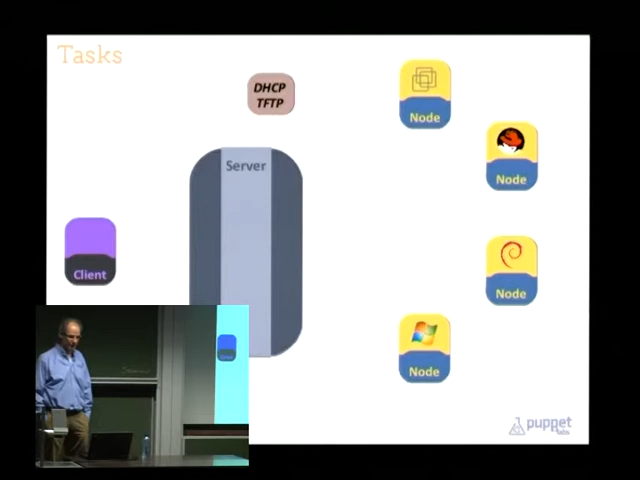 Tasks
DHCP
TFTP
Node
Server
Node
Client
Node
Node
puppet
labs